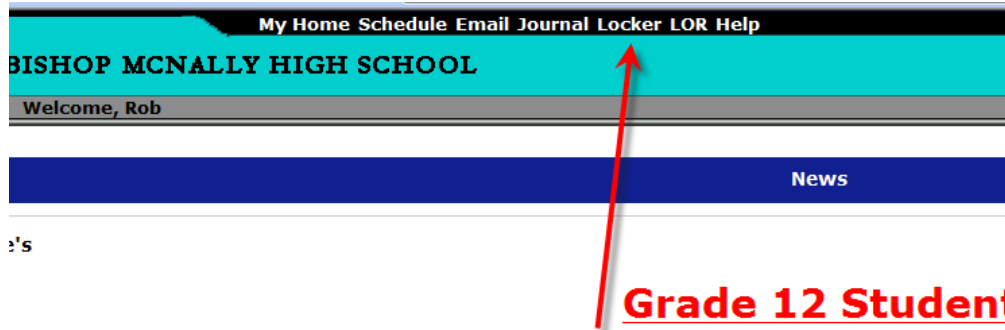 My Home Schedule Email Journal Locker LOR Help
BISHOP MCNALLY HIGH SCHOOL
Welcome, Rob
News
e's
Grade 12 Student